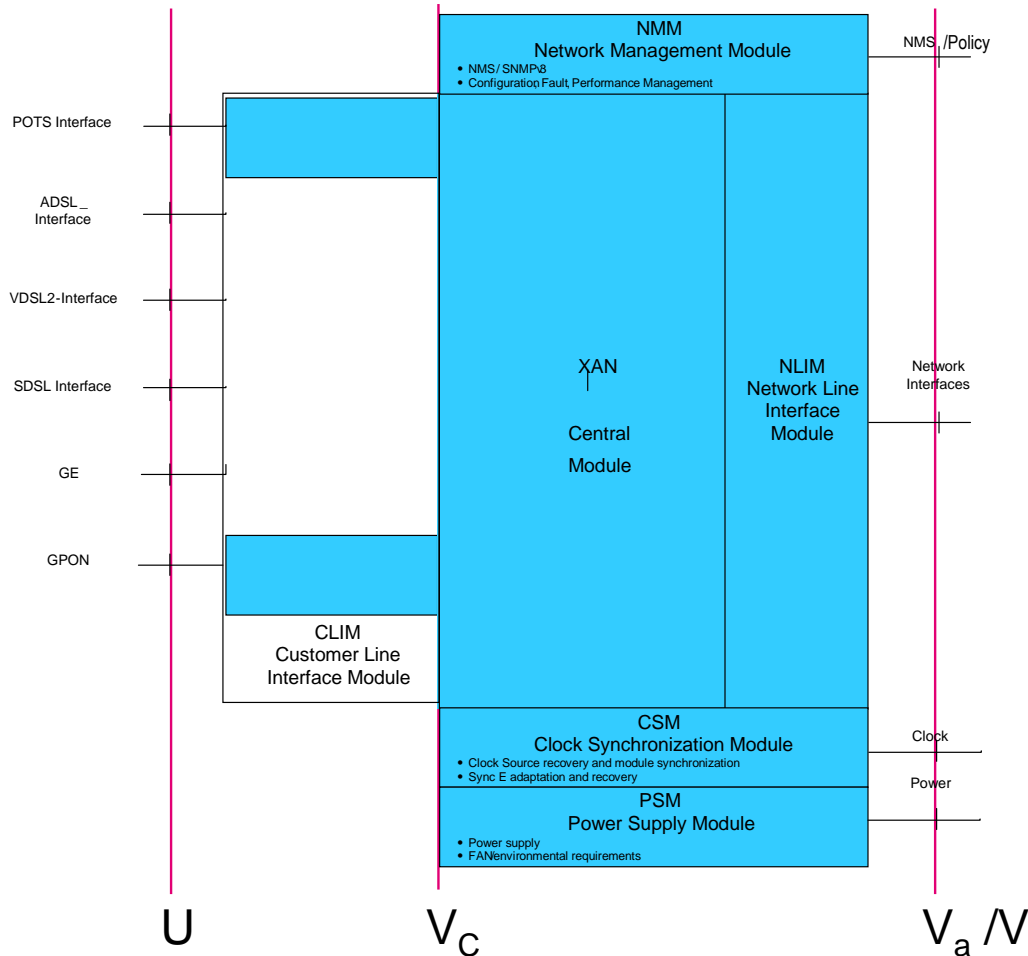 NMM
Network Management Module
• NMS/ SNMPv3
• Configuration, Fault, Performance Management
NMS /Policy
POTS Interface
ADSL _
Interface
VDSL2-Interface
SDSL Interface
GE
GPON
XAN
Central
Module
NLIM
Network Line
Interface
Module
Network
Interfaces
CLIM
Customer Line
Interface Module
CSM
Clock Synchronization Module
• Clock Source recovery and module synchronization
• Sync E adaptation and recovery
Clock
Power
PSM
Power Supply Module
• Power supply
• FAN/environmental requirements
U
VC
Va /V